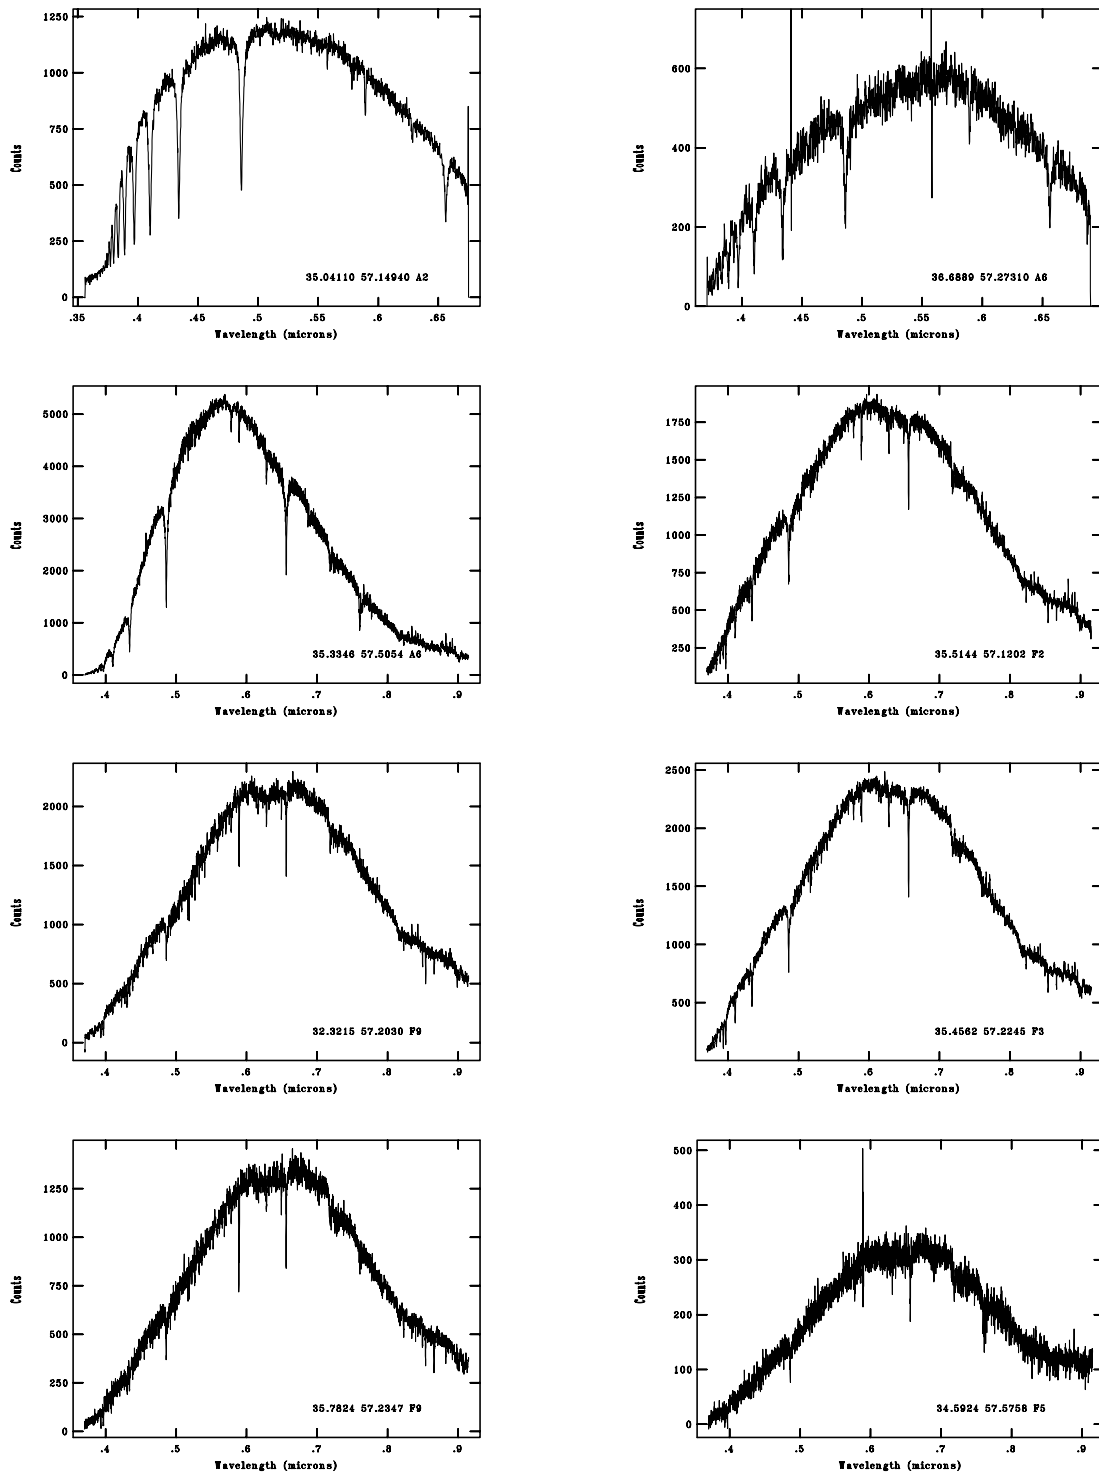 1250
1000
750
500
250
0
Counts
35.04110 57.14940 A2
.35 .4 .45 .5 .55 .6 .65
Wavelength (microns)
600
400
200
0
Counts
36.6889 57.27310 A6
.4 .45 .5 .55 .6 .65
Wavelength (microns)
5000
4000
3000
2000
1000
0
Counts
35.3346 57.5054 A6
.4 .5 .6 .7 .8 .9
Wavelength (microns)
1750
1500
1250
1000
750
500
250
Counts
35.5144 57.1202 F2
.4 .5 .6 .7 .8 .9
Wavelength (microns)
2000
1500
1000
500
0
Counts
32.3215 57.2030 F9
.4 .5 .6 .7 .8 .9
Wavelength (microns)
2500
2000
1500
1000
500
Counts
35.4562 57.2245 F3
.4 .5 .6 .7 .8 .9
Wavelength (microns)
1250
1000
750
500
250
0
Counts
35.7824 57.2347 F9
.4 .5 .6 .7 .8 .9
Wavelength (microns)
500
400
300
200
100
0
Counts
34.5924 57.5758 F5
.4 .5 .6 .7 .8 .9
Wavelength (microns)